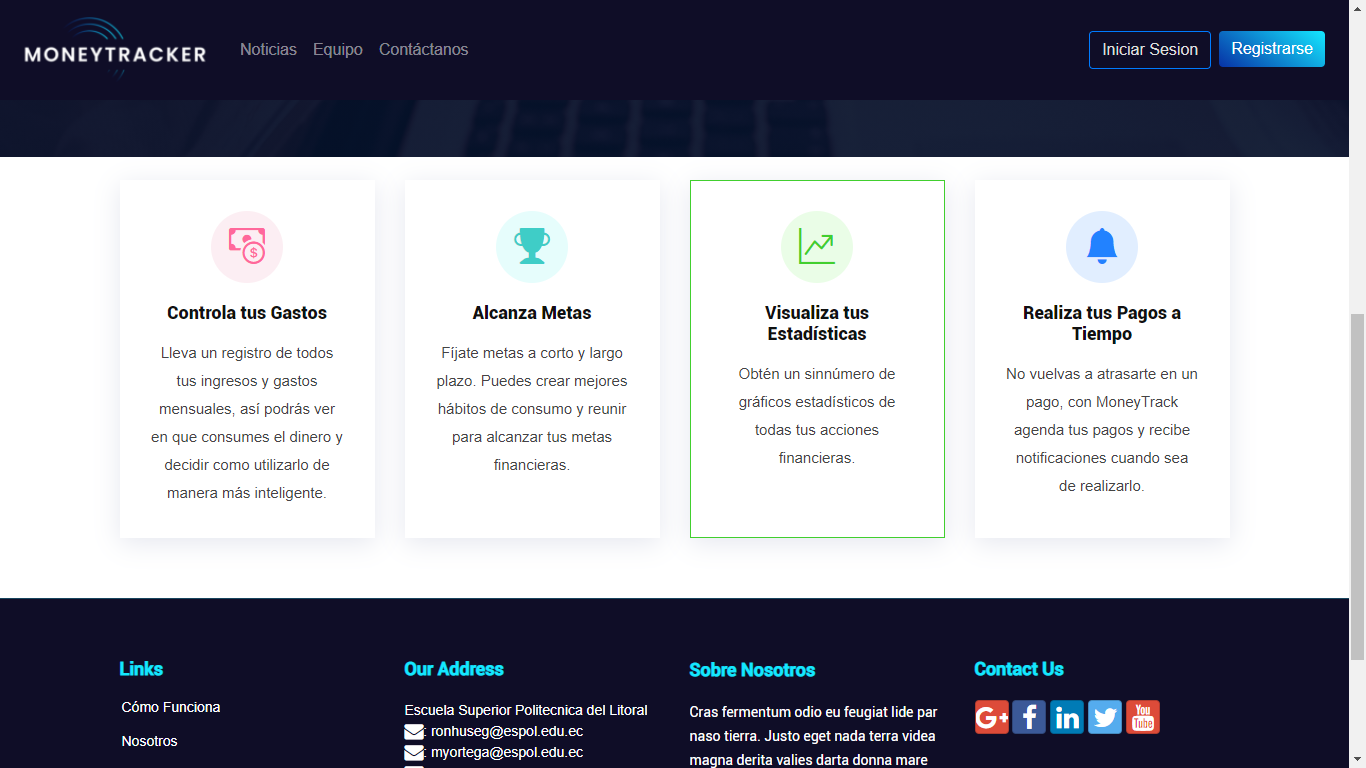 MONEYTRACKER
Noticias
Equipo
Contáctanos
Iniciar Sesion
Registrarse
$
Controla tus Gastos
Lleva un registro de todos
tus ingresos y gastos
mensuales, así podrás ver
en que consumes el dinero y
decidir como utilizarlo de
manera más inteligente.
Alcanza Metas
Fíjate metas a corto y largo
plazo. Puedes crear mejores
hábitos de consumo y reunir
para alcanzar tus metas
financieras.
Visualiza tus
Estadísticas
Obtén un sinnúmero de
gráficos estadísticos de
todas tus acciones
financieras.
Realiza tus Pagos a
Tiempo
No vuelvas a atrasarte en un
pago, con MoneyTrack
agenda tus pagos y recibe
notificaciones cuando sea
de realizarlo.
Links
Cómo Funciona
Nosotros
Our Address
Escuela Superior Politecnica del Litoral
: ronhuseg@espol.edu.ec
: myortega@espol.edu.ec
Sobre Nosotros
Cras fermentum odio eu feugiat lide par
naso tierra. Justo eget nada terra videa
magna derita valies darta donna mare
Contact Us
G+
f
in
You
Tube